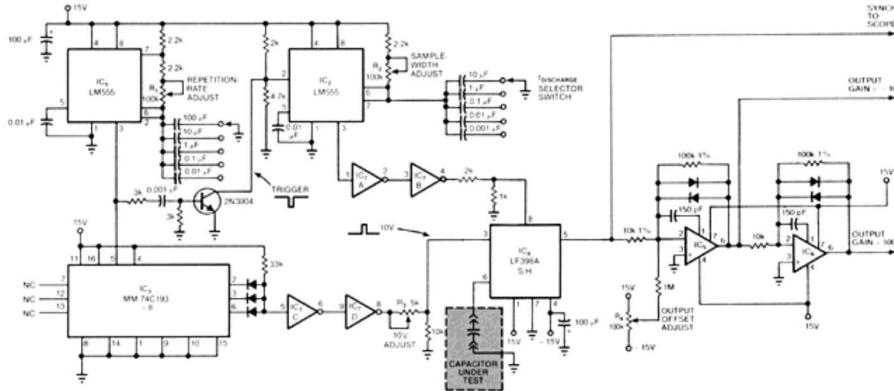 15V
100 µF
IC₁
LM555
2.2k
2.2k
R₁
100k
REPETITION-
RATE
ADJUST
0.01 µF
100 µF
10 µF
1 µF
0.1 µF
0.01 µF
2k
4.7k
IC₂
LM555
0.01
µF
2.2k
R₂
100k
SAMPLE-
WIDTH
ADJUST
10 µF
1 µF
0.1 µF
0.01 µF
0.001 µF
tDISCHARGE
SELECTOR
SWITCH
SYNCH
TO
SCOPE
OUTPUT
3k
0.001 µF
3k
2N3904
TRIGGER
IC₇
A
IC₇
B
2k
1k
10V
15V
NC
NC
NC
MM 74C193
÷ 8
33k
IC₇
C
IC₇
D
R₃ 5k
10V
ADJUST
10k
IC₄
LF398A
S/H
15V
- 15V
100 µF
CAPACITOR
UNDER
TEST
10k 1%
100k 1%
150 pF
IC₅
10k
100k 1%
150 pF
15V
OUTPUT
1M
15V
R₄
100k
- 15V
OUTPUT
OFFSET
ADJUST
- 15V